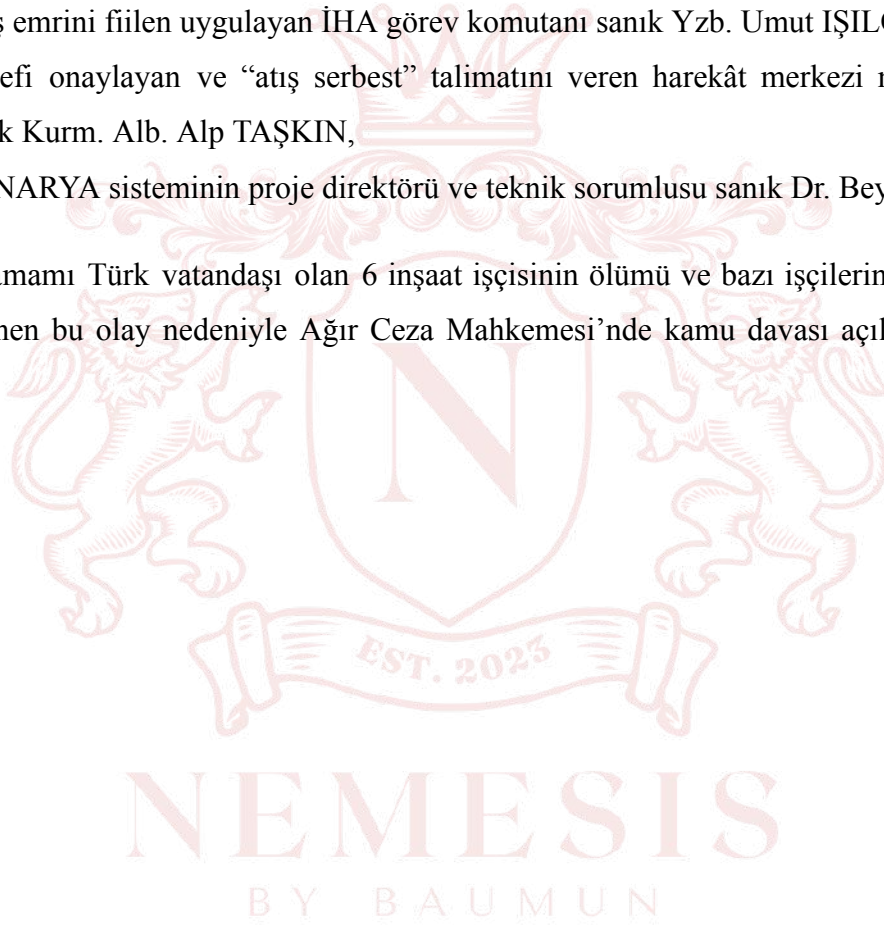 ş emrini fiilen uygulayan İHA görev komutanı sanık Yzb. Umut IŞILG
efi onaylayan ve “atış serbest” talimatını veren harekât merkezi
k Kurm. Alb. Alp TAŞKIN,
NARYA sisteminin proje direktörü ve teknik sorumlusu sanık Dr. Bey
amamı Türk vatandaşı olan 6 inşaat işçisinin ölümü ve bazı işçilerin
nen bu olay nedeniyle Ağır Ceza Mahkemesi’nde kamu davası açıl
N
EST. 2023
NEMESIS
BY BAUMUN